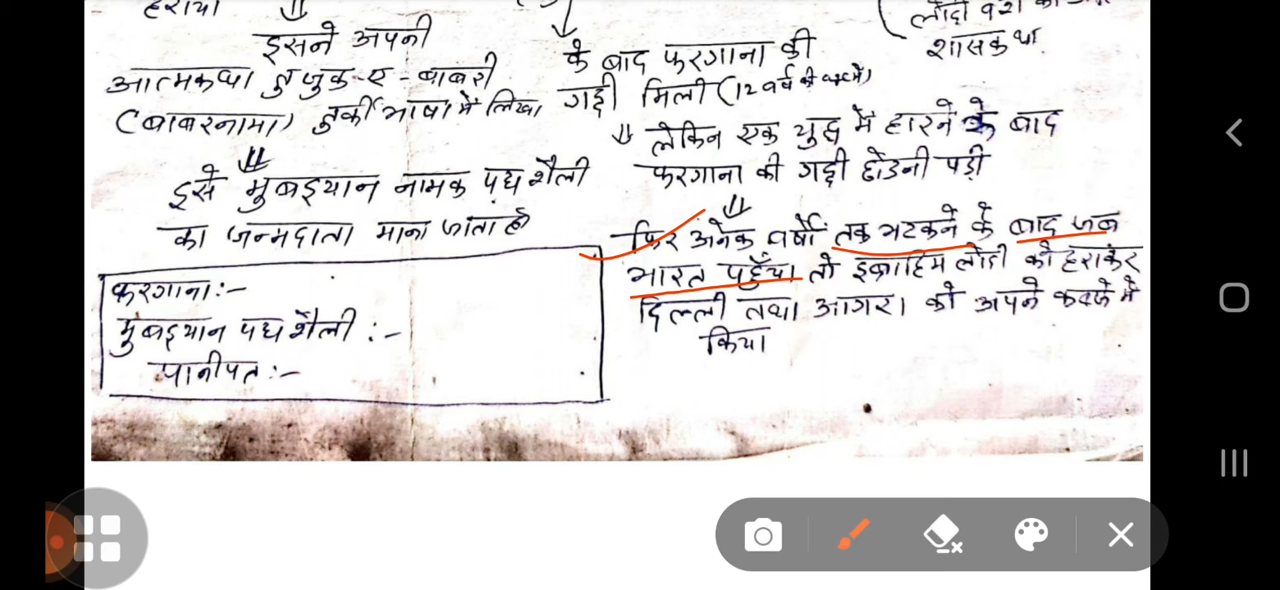 हराया
इसने अपनी
आत्मकथा तुजुक-ए-बाबरी
(बाबरनामा) तुर्की भाषा में लिखा
इसे मुबइयान नामक पद्य शैली
का जन्मदाता माना जाता है
फरगाना:-
मुबइयान पद्य शैली:-
पानीपत:-
शासक था
के बाद फरगाना की
गद्दी मिली (12 वर्ष की में)
लेकिन एक युद्ध में हारने के बाद
फरगाना की गद्दी छोडनी पड़ी
फिर अनेक वर्षों तक भटकने के बाद जब
भारत पहुँचा तो इब्राहिम लोदी को हराकर
दिल्ली तथा आगरा को अपने कब्जे में
किया